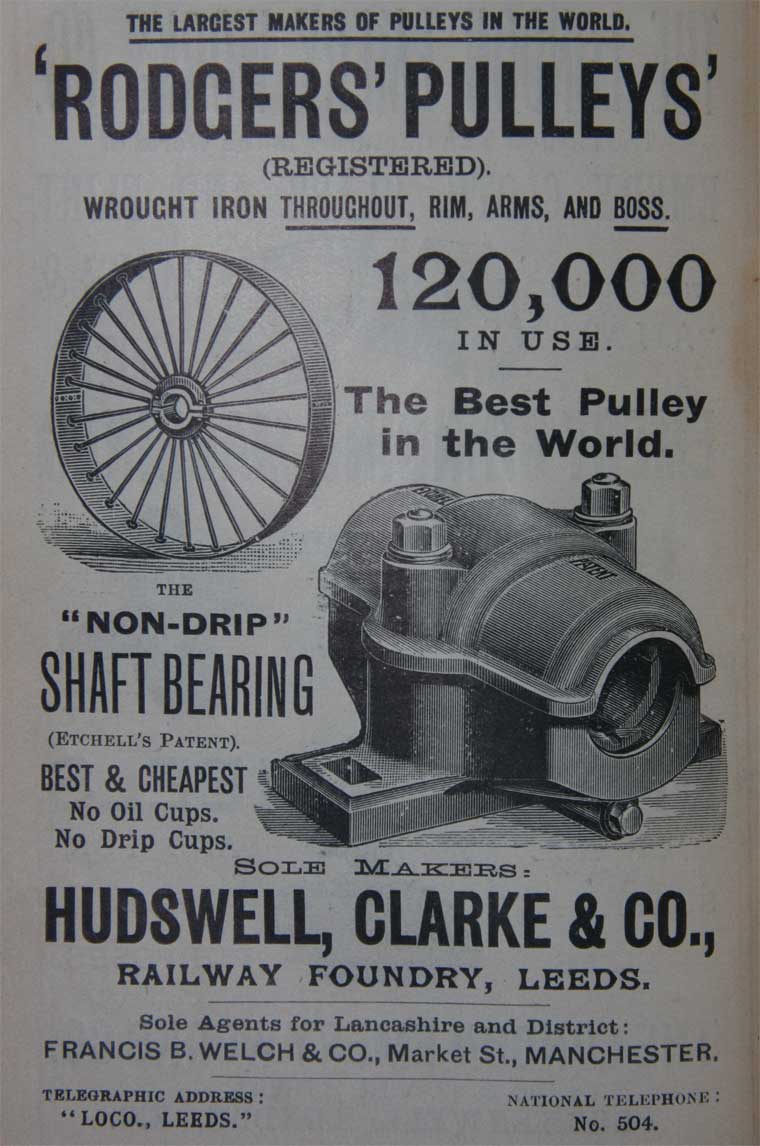 THE LARGEST MAKERS OF PULLEYS IN THE WORLD.
'RODGERS' PULLEYS'
(REGISTERED).
WROUGHT IRON THROUGHOUT, RIM, ARMS, AND BOSS.
120,000
IN USE.
The Best Pulley
in the World.
PATENT
THE
"NON-DRIP"
SHAFT BEARING
(ETCHELL'S PATENT).
BEST & CHEAPEST
No Oil Cups.
No Drip Cups.
SOLE MAKERS:
HUDSWELL, CLARKE & CO.,
RAILWAY FOUNDRY, LEEDS.
Sole Agents for Lancashire and District:
FRANCIS B. WELCH & CO., Market St., MANCHESTER.
TELEGRAPHIC ADDRESS:
"LOCO., LEEDS."
NATIONAL TELEPHONE:
No. 504.